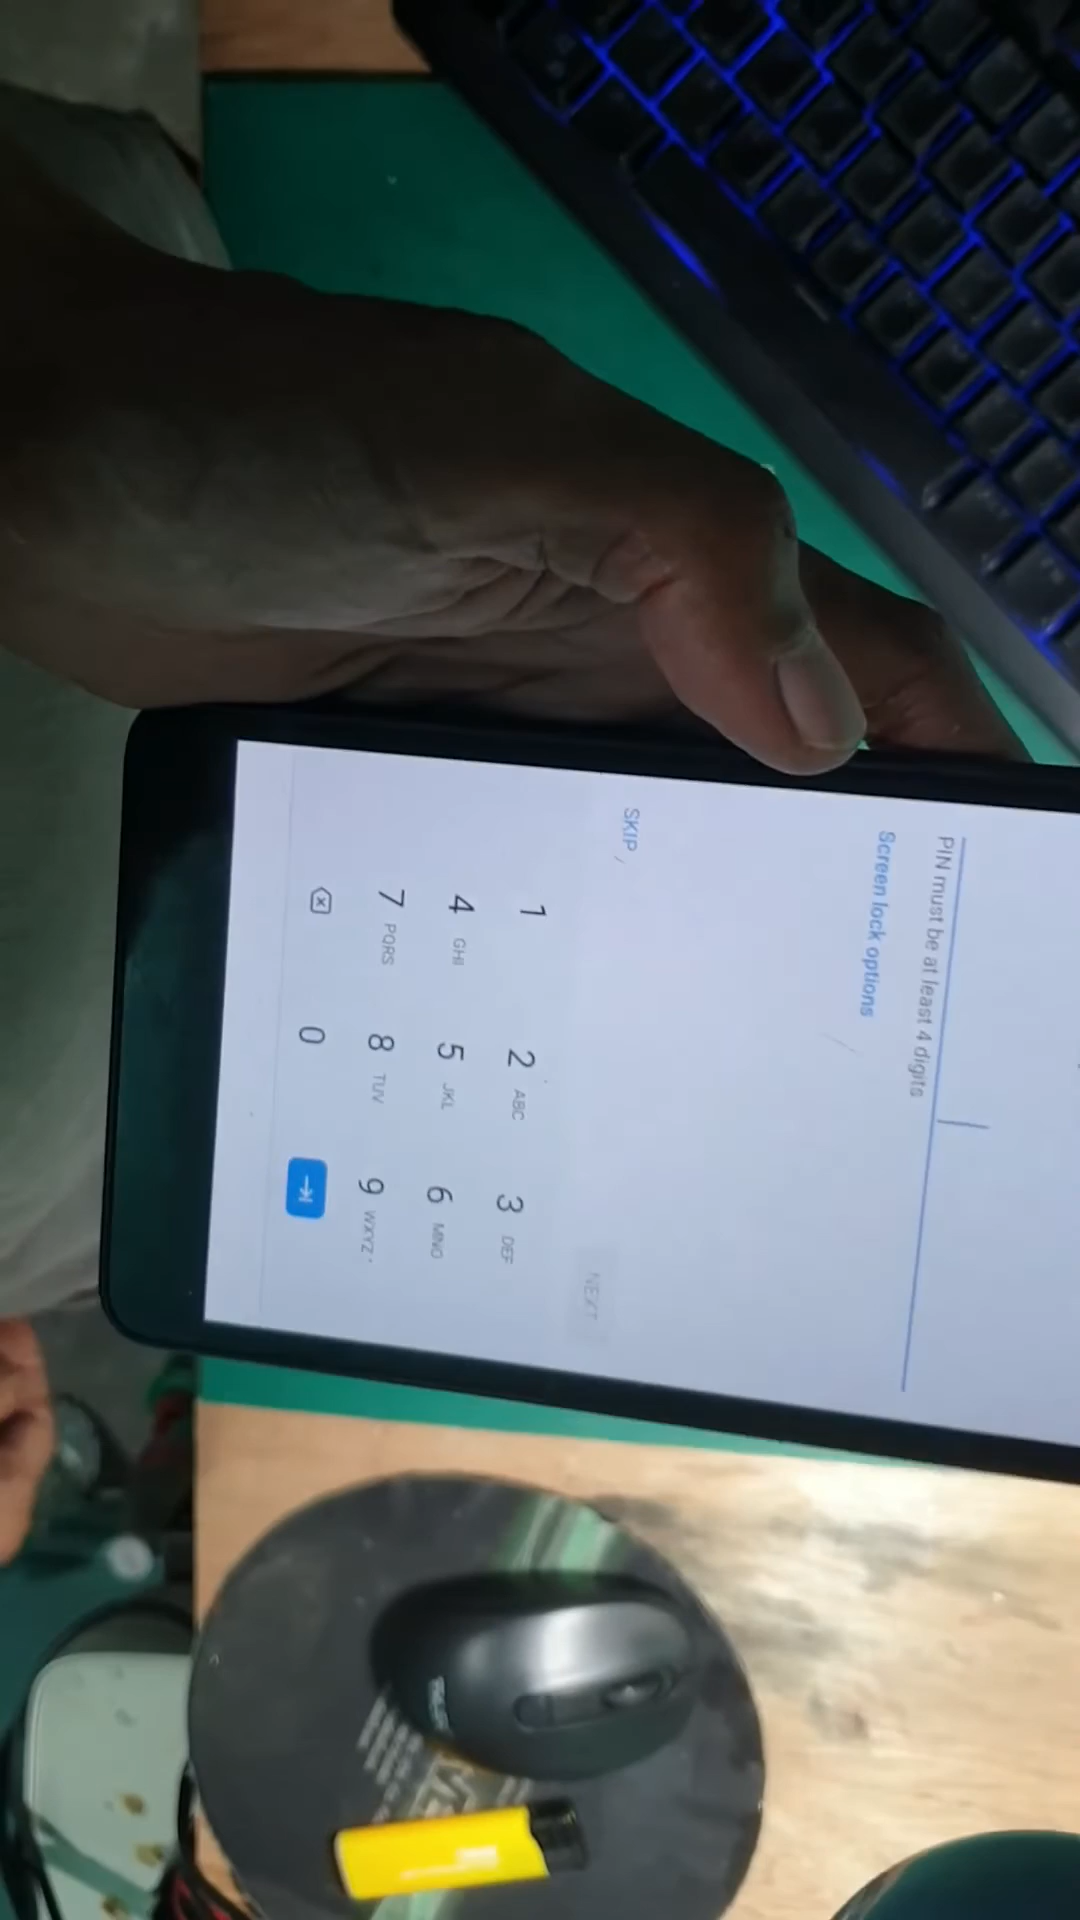 PIN must be at least 4 digits
Screen lock options
SKIP
NEXT
1
2 ABC
3 DEF
4 GHI
5 JKL
6 MNO
7 PQRS
8 TUV
9 WXYZ
0